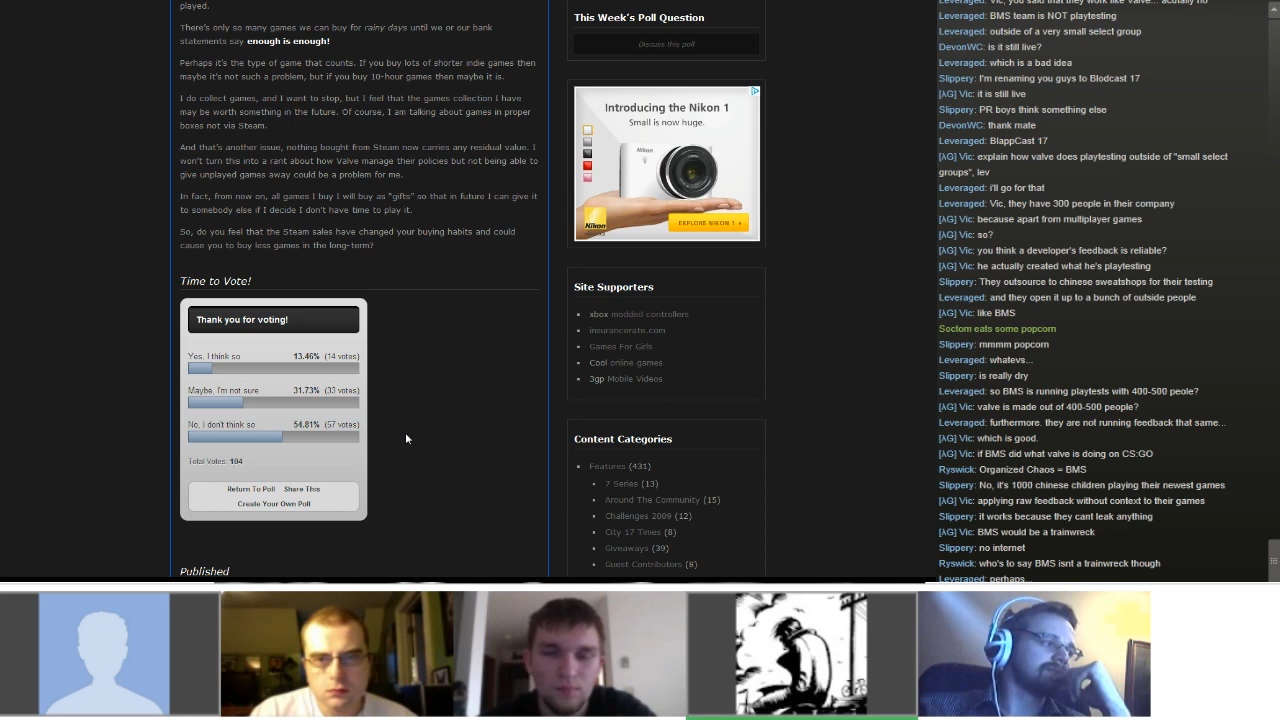 played.
There's only so many games we can buy for rainy days until we or our bank
statements say enough is enough!
Perhaps it's the type of game that counts. If you buy lots of shorter indie games then
maybe it's not such a problem, but if you buy 10-hour games then maybe it is.
I do collect games, and I want to stop, but I feel that the games collection I have
may be worth something in the future. Of course, I am talking about games in proper
boxes not via Steam.
And that's another issue, nothing bought from Steam now carries any residual value. I
won't turn this into a rant about how Valve manage their policies but not being able to
give unplayed games away could be a problem for me.
In fact, from now on, all games I buy I will buy as "gifts" so that in future I can give it
to somebody else if I decide I don't have time to play it.
So, do you feel that the Steam sales have changed your buying habits and could
cause you to buy less games in the long-term?
Time to Vote!
Thank you for voting!
Yes, I think so 13.46% (14 votes)
Maybe, I'm not sure 31.73% (33 votes)
No, I don't think so 54.81% (57 votes)
Total Votes: 104
Return To Poll Share This
Create Your Own Poll
Published
This Week's Poll Question
Discuss this poll
Introducing the Nikon 1
Small is now huge.
Nikon
Nikon
EXPLORE NIKON 1
Site Supporters
xbox modded controllers
insurancerate.com
Games For Girls
Cool online games
3gp Mobile Videos
Content Categories
Features (431)
7 Series (13)
Around The Community (15)
Challenges 2009 (12)
City 17 Times (8)
Giveaways (39)
Guest Contributors (8)
Leveraged: Vic, you said that they work like valve... acutally no
Leveraged: BMS team is NOT playtesting
Leveraged: outside of a very small select group
DevonWC: is it still live?
Leveraged: which is a bad idea
Slippery: I'm renaming you guys to Blodcast 17
[λG] Vic: it is still live
Slippery: PR boys think something else
DevonWC: thank mate
Leveraged: BlappCast 17
[λG] Vic: explain how valve does playtesting outside of "small select
groups", lev
Leveraged: i'll go for that
Leveraged: Vic, they have 300 people in their company
[λG] Vic: because apart from multiplayer games
[λG] Vic: so?
[λG] Vic: you think a developer's feedback is reliable?
[λG] Vic: he actually created what he's playtesting
Slippery: They outsource to chinese sweatshops for their testing
Leveraged: and they open it up to a bunch of outside people
[λG] Vic: like BMS
Soctom eats some popcorn
Slippery: mmmm popcorn
Leveraged: whatevs...
Slippery: is really dry
Leveraged: so BMS is running playtests with 400-500 peole?
[λG] Vic: valve is made out of 400-500 people?
Leveraged: furthermore. they are not running feedback that same...
[λG] Vic: which is good.
[λG] Vic: if BMS did what valve is doing on CS:GO
Ryswick: Organized Chaos = BMS
Slippery: No, it's 1000 chinese children playing their newest games
[λG] Vic: applying raw feedback without context to their games
Slippery: it works because they cant leak anything
[λG] Vic: BMS would be a trainwreck
Slippery: no internet
Ryswick: who's to say BMS isnt a trainwreck though
Leveraged: perhaps...